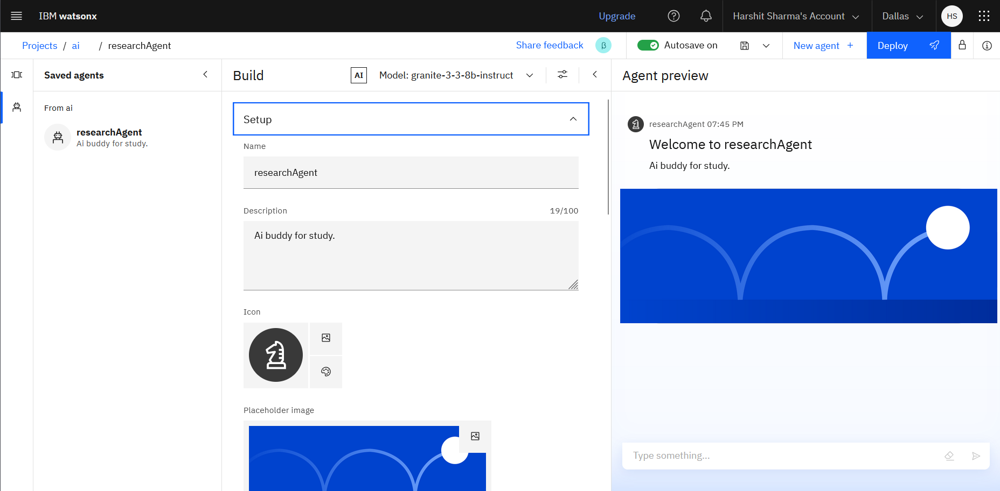 IBM watsonx
Upgrade
Harshit Sharma's Account
Dallas
HS
Projects / ai / researchAgent
Share feedback
β
Autosave on
New agent +
Deploy
Saved agents
From ai
researchAgent
Ai buddy for study.
Build
AI
Model: granite-3-3-8b-instruct
Setup
Name
researchAgent
Description
19/100
Ai buddy for study.
Icon
Placeholder image
Agent preview
researchAgent 07:45 PM
Welcome to researchAgent
Ai buddy for study.
Type something...